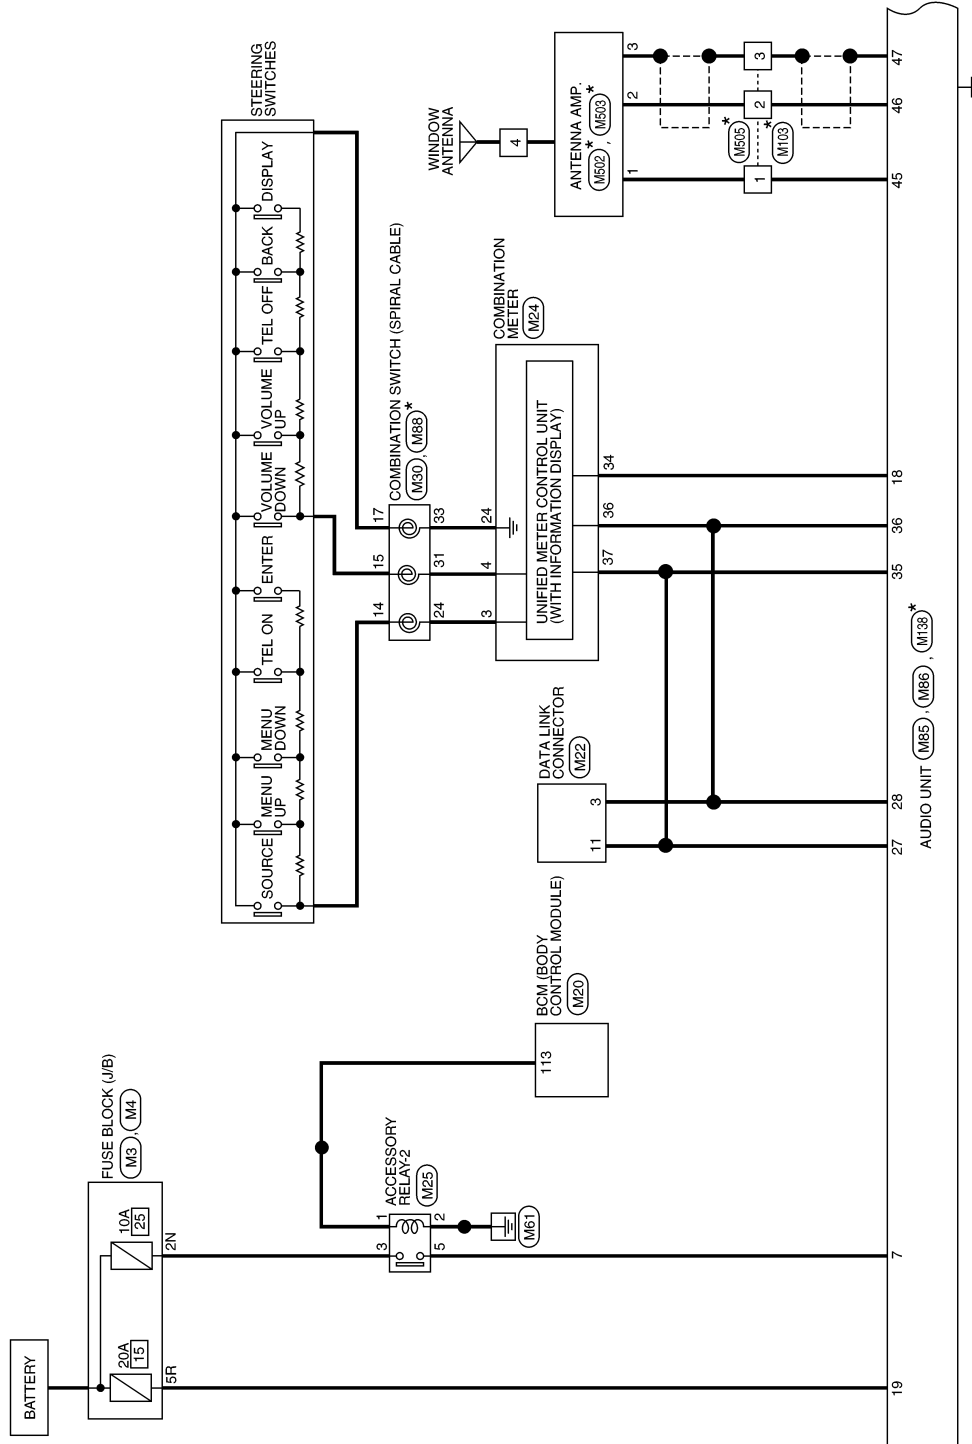 BATTERY
FUSE BLOCK (J/B)
M3 , M4
20A
15
10A
25
5R
2N
ACCESSORY
RELAY-2
M25
1
2
3
5
M61
BCM (BODY
CONTROL MODULE)
M20
113
STEERING
SWITCHES
SOURCE
MENU
UP
MENU
DOWN
TEL ON
ENTER
VOLUME
DOWN
VOLUME
UP
TEL OFF
BACK
DISPLAY
COMBINATION SWITCH (SPIRAL CABLE)
M30 , M88 *
14
15
17
24
31
33
3
4
24
COMBINATION
METER
M24
UNIFIED METER CONTROL UNIT
(WITH INFORMATION DISPLAY)
37
36
34
DATA LINK
CONNECTOR
M22
11
3
WINDOW
ANTENNA
4
ANTENNA AMP.
M502 * , M503 *
1
2
3
1
2
3
M505 *
M103 *
19
7
27
28
35
36
18
45
46
47
AUDIO UNIT M85 , M86 , M138 *